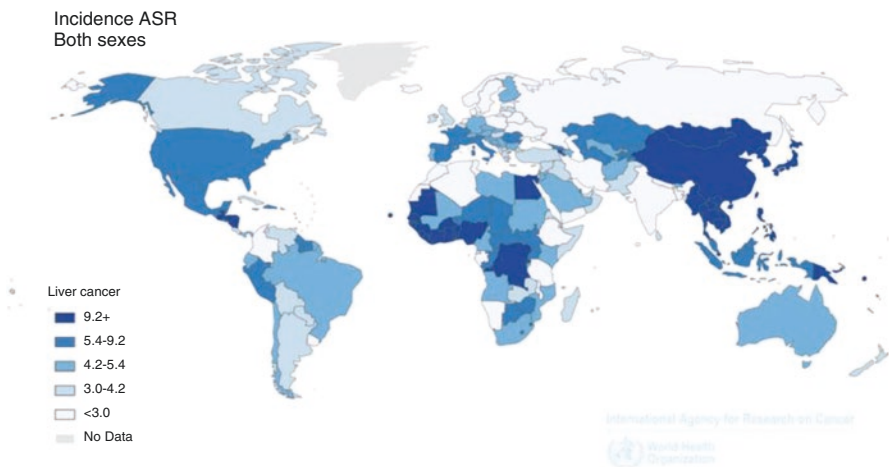 Incidence ASR
Both sexes
Liver cancer
9.2+
5.4-9.2
4.2-5.4
3.0-4.2
<3.0
No Data
International Agency for Research on Cancer
World Health
Organization